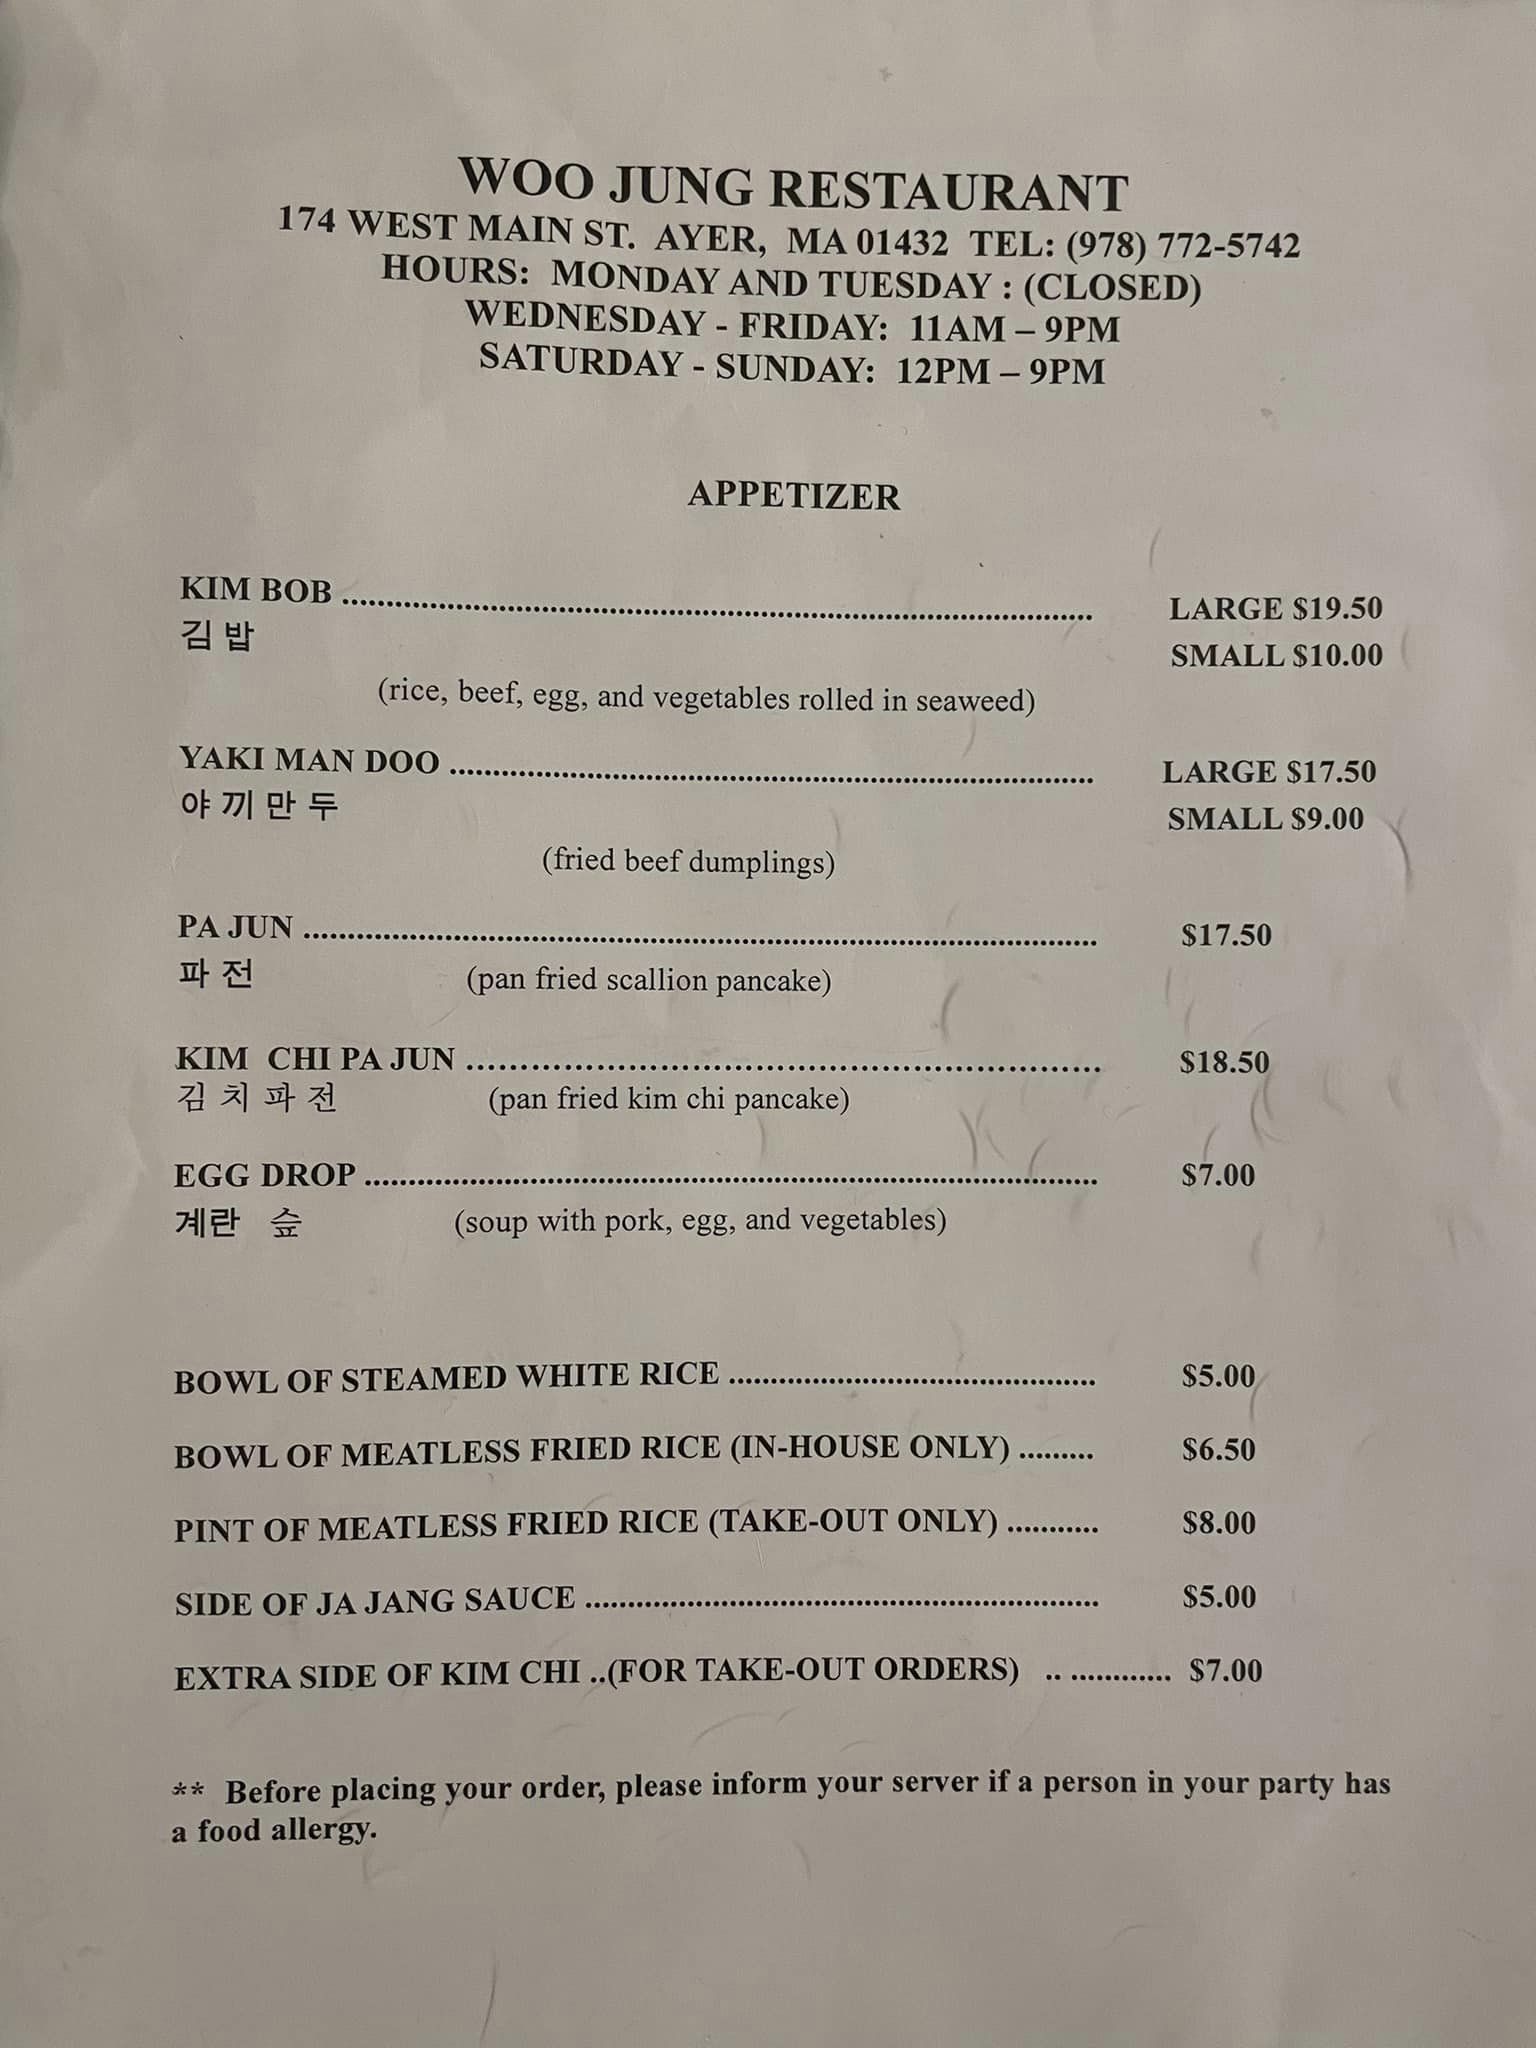 WOO JUNG RESTAURANT
174 WEST MAIN ST. AYER, MA 01432 TEL: (978) 772-5742
HOURS: MONDAY AND TUESDAY : (CLOSED)
WEDNESDAY - FRIDAY: 11AM – 9PM
SATURDAY - SUNDAY: 12PM – 9PM
APPETIZER
KIM BOB ........................................................................................ LARGE $19.50
김 밥 SMALL $10.00
(rice, beef, egg, and vegetables rolled in seaweed)
YAKI MAN DOO ............................................................................ LARGE $17.50
야 끼 만 두 SMALL $9.00
(fried beef dumplings)
PA JUN ............................................................................................. $17.50
파 전 (pan fried scallion pancake)
KIM CHI PA JUN ................................................................... $18.50
김 치 파 전 (pan fried kim chi pancake)
EGG DROP ...................................................................................... $7.00
계란 슾 (soup with pork, egg, and vegetables)
BOWL OF STEAMED WHITE RICE ........................................... $5.00
BOWL OF MEATLESS FRIED RICE (IN-HOUSE ONLY) ......... $6.50
PINT OF MEATLESS FRIED RICE (TAKE-OUT ONLY) ........... $8.00
SIDE OF JA JANG SAUCE ............................................................ $5.00
EXTRA SIDE OF KIM CHI ..(FOR TAKE-OUT ORDERS) .. ............ $7.00
** Before placing your order, please inform your server if a person in your party has
a food allergy.